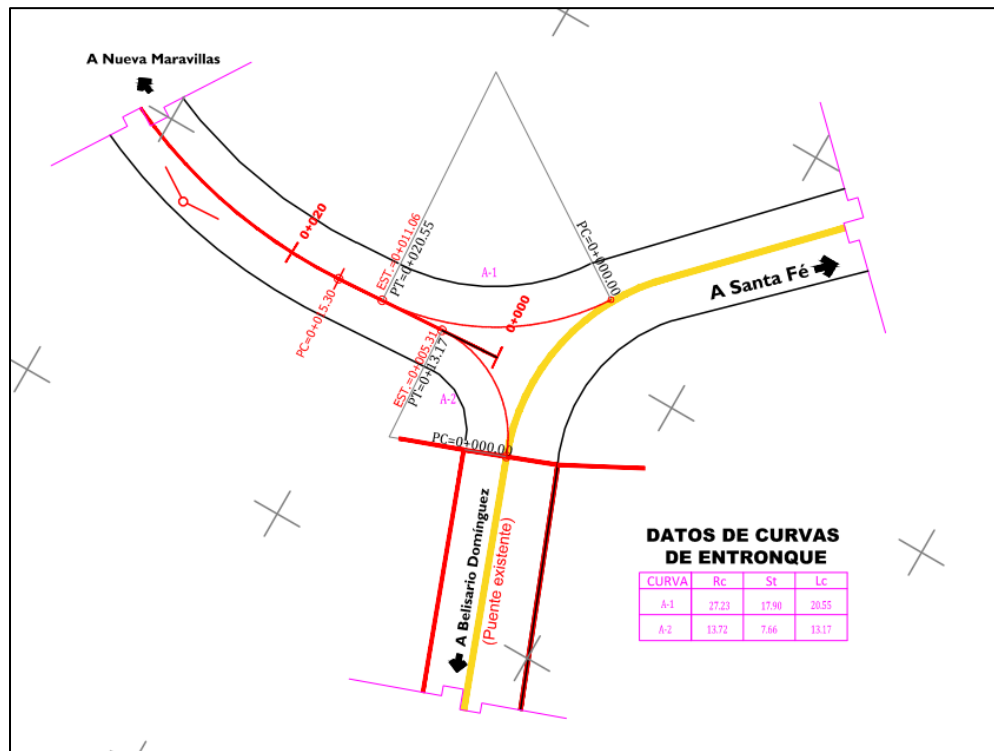 A Nueva Maravillas
0+020
EST.=0+011.06
PT=0+020.55
A-1
PC=0+000.00
A Santa Fé
PC=0+015.30
0+000
EST.=0+005.31
PT=0+13.17
A-2
PC=0+000.00
A Belisario Domínguez
(Puente existente)
DATOS DE CURVAS
DE ENTRONQUE
CURVA Rc St Lc
A-1 27.23 17.90 20.55
A-2 13.72 7.66 13.17